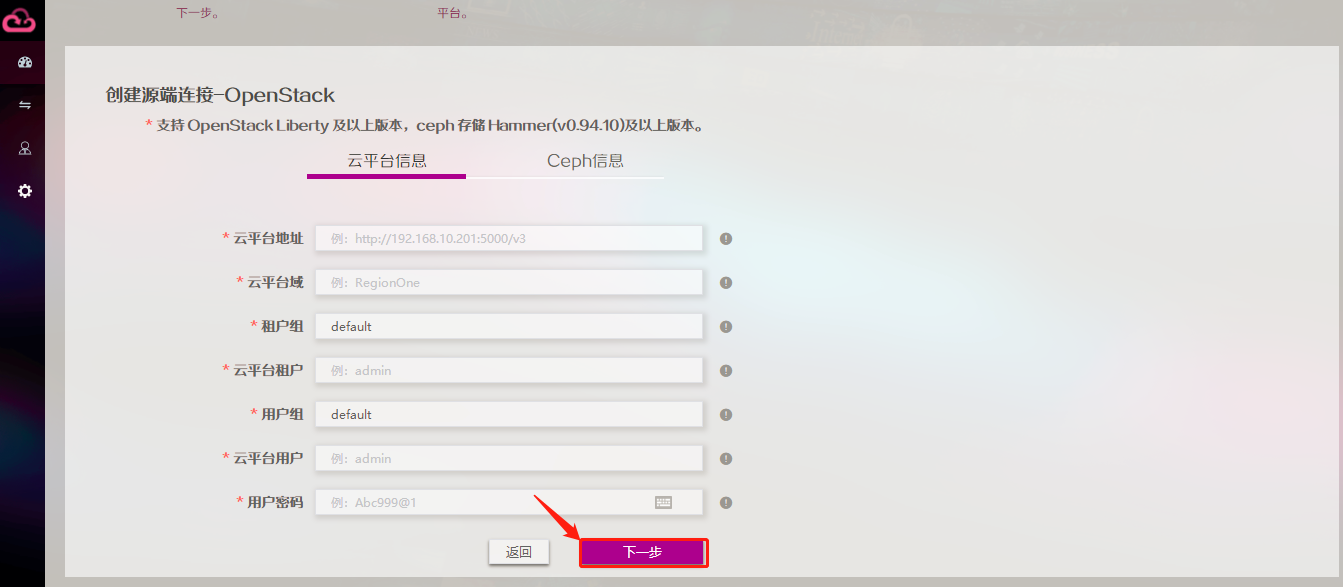 下一步。 平台。
创建源端连接-OpenStack
* 支持 OpenStack Liberty 及以上版本，ceph 存储 Hammer(v0.94.10)及以上版本。
云平台信息 Ceph信息
* 云平台地址 例：http://192.168.10.201:5000/v3
* 云平台域 例：RegionOne
* 租户组 default
* 云平台租户 例：admin
* 用户组 default
* 云平台用户 例：admin
* 用户密码 例：Abc999@1
返回 下一步